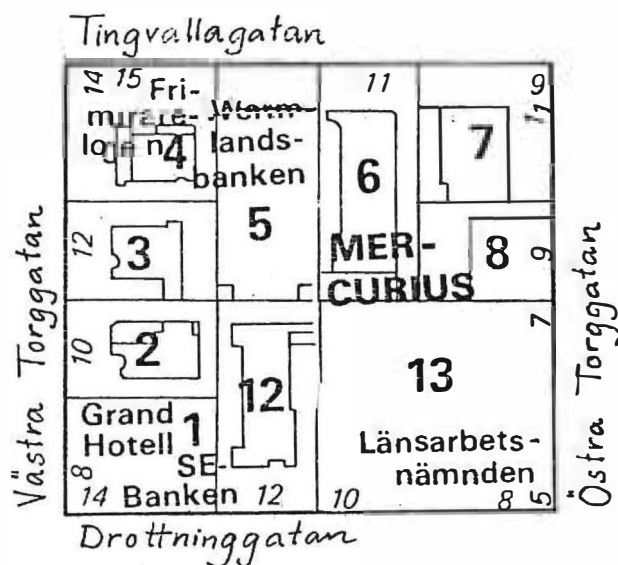 Tingvallagatan
14 15 Fri-
murare-
logen
4
Werm-
lands-
banken
5
11
6
9
11
7
Västra Torggatan
12
3
MER-
CURIUS
8
9
Östra Torggatan
10
2
12
7
13
Grand
Hotell 1
SE-
Banken
8
14
12
Länsarbets-
nämnden
10
8
5
Drottninggatan